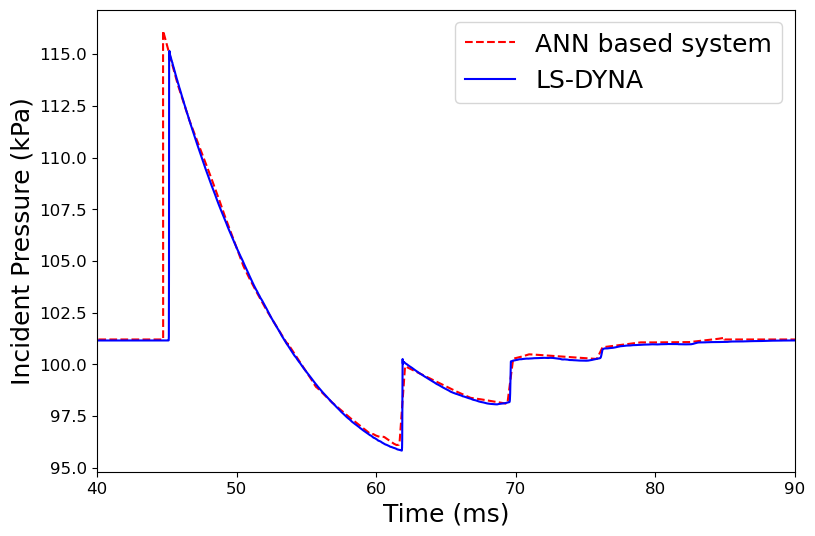 ANN based system
LS-DYNA
Incident Pressure (kPa)
115.0
112.5
110.0
107.5
105.0
102.5
100.0
97.5
95.0
40 50 60 70 80 90
Time (ms)